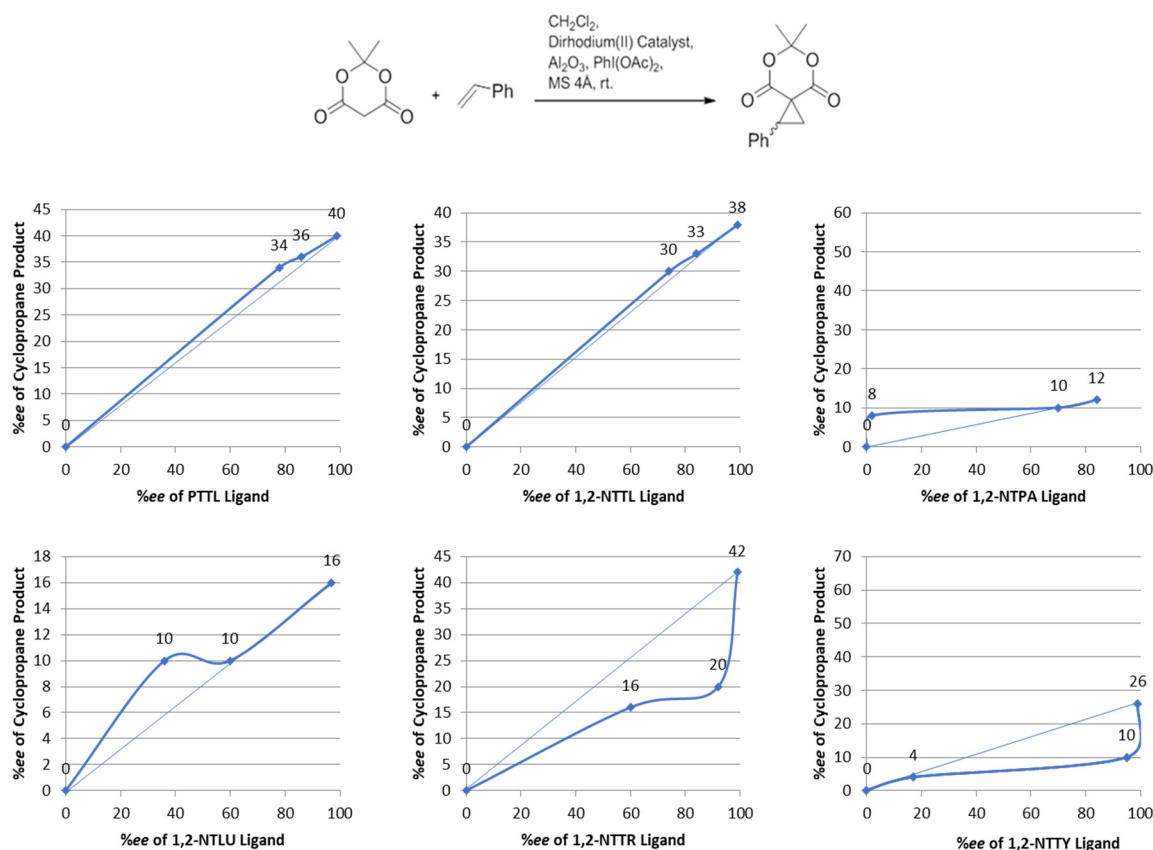 CH2Cl2,
Dirhodium(II) Catalyst,
Al2O3, PhI(OAc)2,
MS 4Å, rt.
O O
O O
+
Ph
O O
O O
Ph
%ee of Cyclopropane Product
45
40
35
30
25
20
15
10
5
0
0
34
36
40
0 20 40 60 80 100
%ee of PTTL Ligand
%ee of Cyclopropane Product
40
35
30
25
20
15
10
5
0
0
30
33
38
0 20 40 60 80 100
%ee of 1,2-NTTL Ligand
%ee of Cyclopropane Product
60
50
40
30
20
10
0
0
8
10
12
0 20 40 60 80 100
%ee of 1,2-NTPA Ligand
%ee of Cyclopropane Product
18
16
14
12
10
8
6
4
2
0
0
10
10
16
0 20 40 60 80 100
%ee of 1,2-NTLU Ligand
%ee of Cyclopropane Product
45
40
35
30
25
20
15
10
5
0
0
16
20
42
0 20 40 60 80 100
%ee of 1,2-NTTR Ligand
%ee of Cyclopropane Product
70
60
50
40
30
20
10
0
0
4
10
26
0 20 40 60 80 100
%ee of 1,2-NTTY Ligand